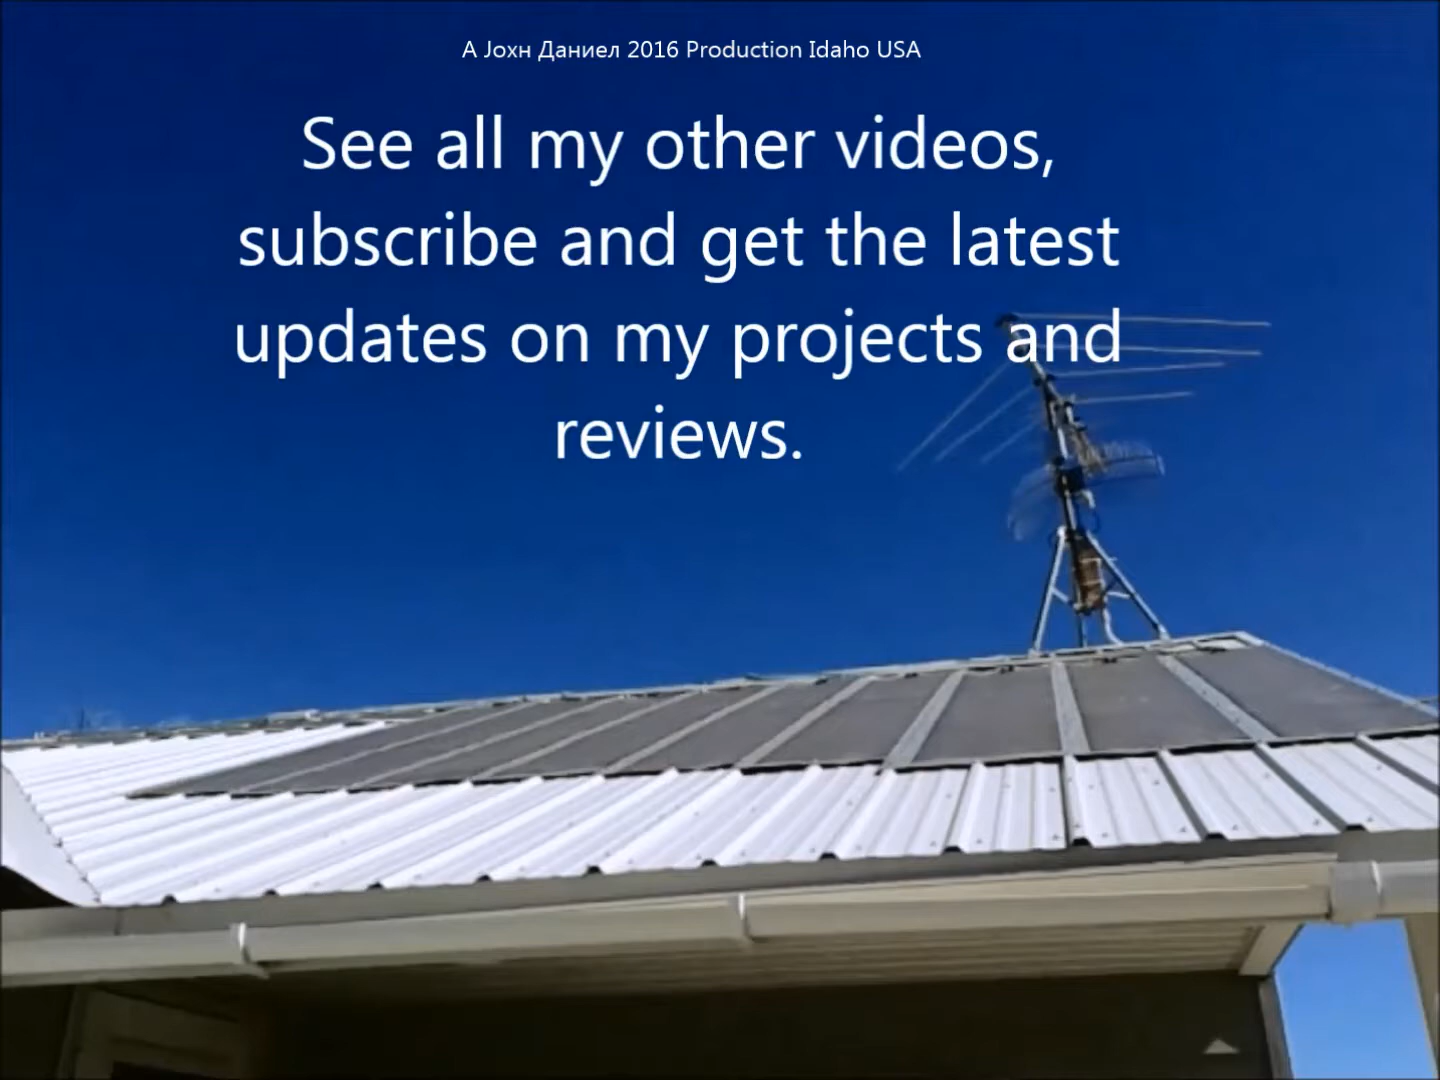 А Јохн Даниел 2016 Production Idaho USA
See all my other videos,
subscribe and get the latest
updates on my projects and
reviews.